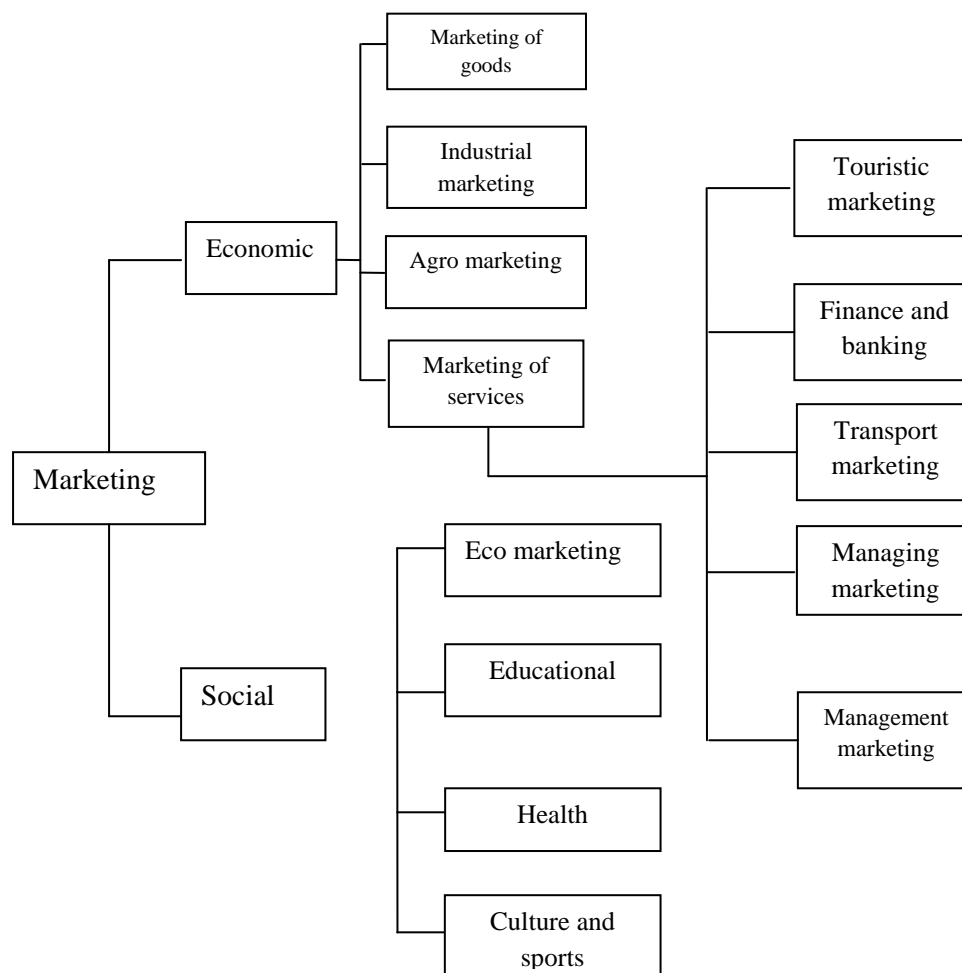 Marketing of
goods
Industrial
marketing
Touristic
marketing
Economic
Agro marketing
Finance and
banking
Marketing of
services
Transport
marketing
Marketing
Eco marketing
Managing
marketing
Educational
Social
Management
marketing
Health
Culture and
sports